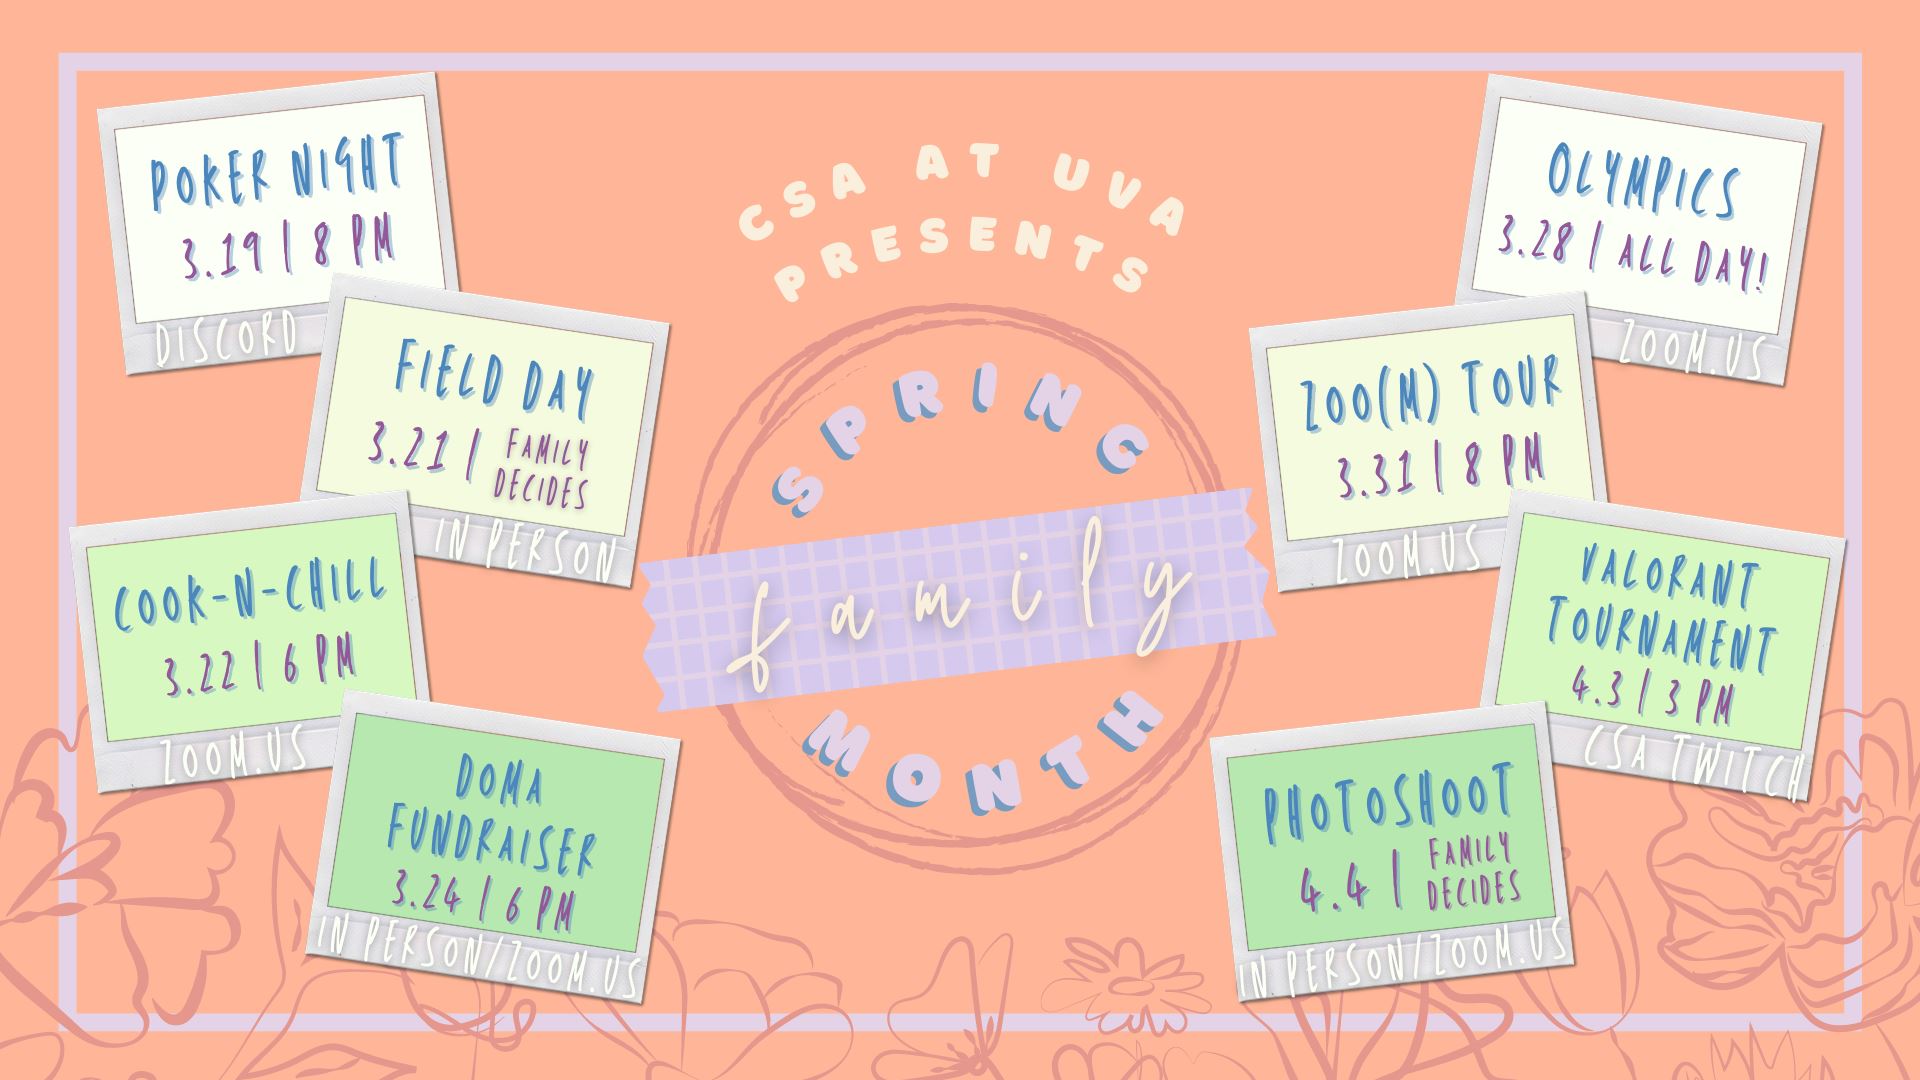 CSA AT UVA
PRESENTS
SPRING
family
MONTH
POKER NIGHT
3.19 | 8 PM
DISCORD
FIELD DAY
3.21 | FAMILY
DECIDES
IN PERSON
COOK-N-CHILL
3.22 | 6 PM
ZOOM.US
DOMA
FUNDRAISER
3.24 | 6 PM
IN PERSON/ZOOM.US
OLYMPICS
3.28 | ALL DAY!
ZOOM.US
ZOO(M) TOUR
3.31 | 8 PM
ZOOM.US
VALORANT
TOURNAMENT
4.3 | 3 PM
CSA TWITCH
PHOTOSHOOT
4.4 | FAMILY
DECIDES
IN PERSON/ZOOM.US